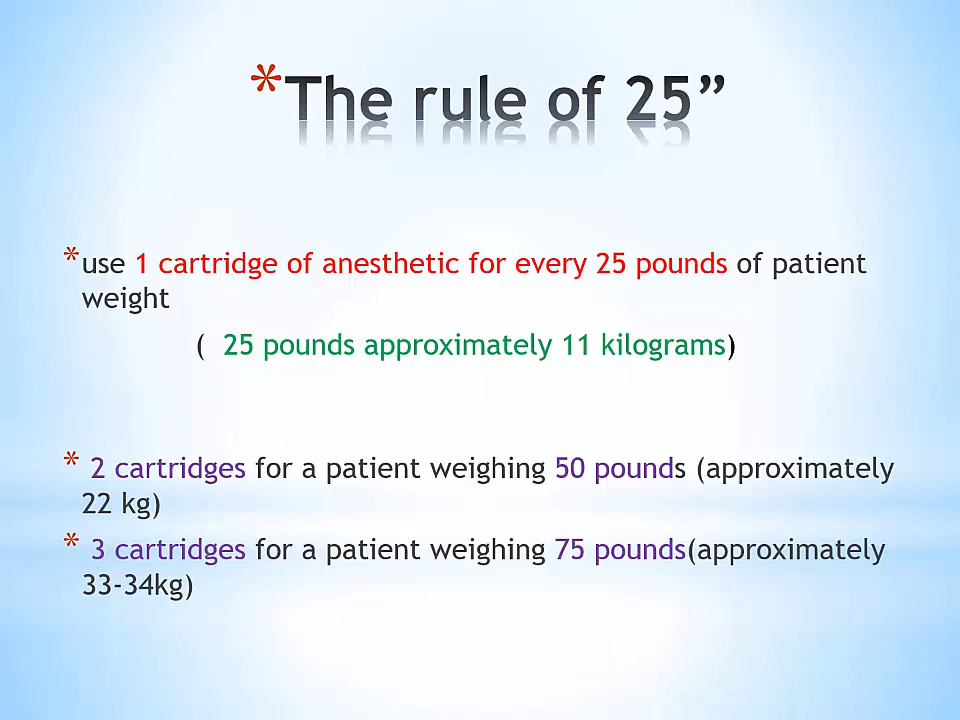 *The rule of 25”
*use 1 cartridge of anesthetic for every 25 pounds of patient
weight
( 25 pounds approximately 11 kilograms)
* 2 cartridges for a patient weighing 50 pounds (approximately
22 kg)
* 3 cartridges for a patient weighing 75 pounds(approximately
33-34kg)